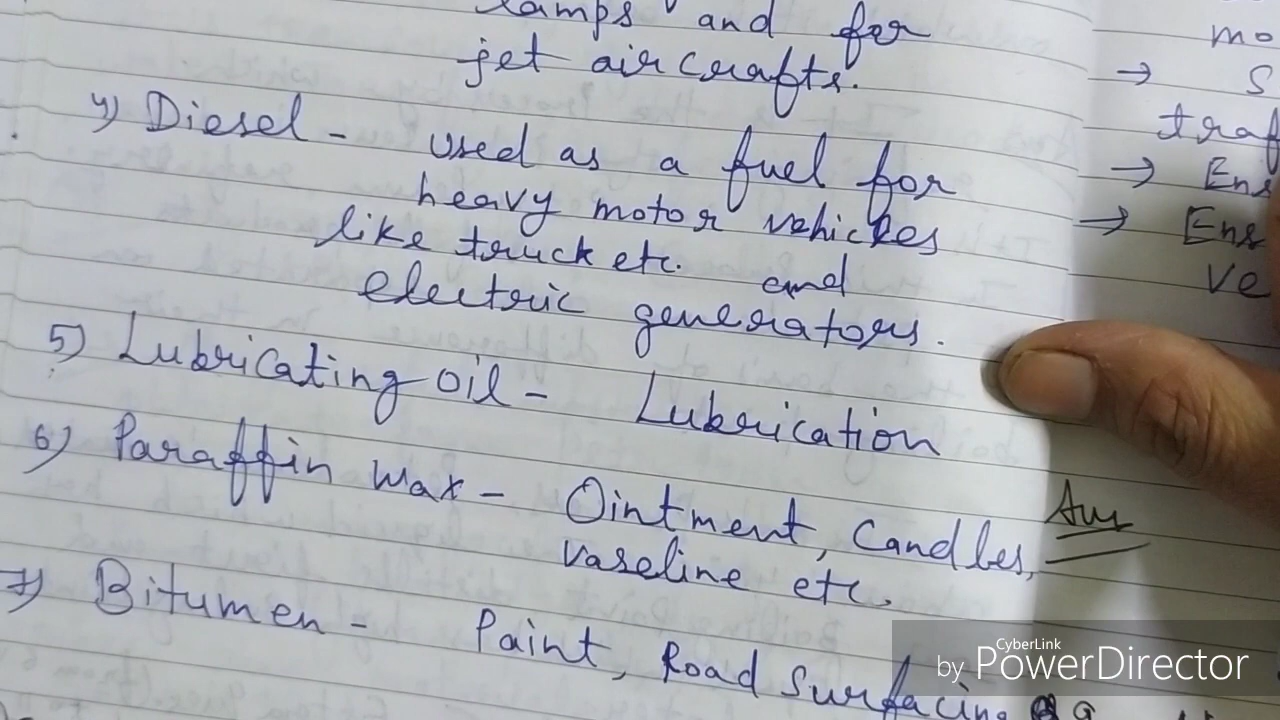 lamps and for
jet aircrafts.
4) Diesel - used as a fuel for
heavy motor vehicles
like truck etc. and
electric generators.
5) Lubricating oil - Lubrication
6) Paraffin wax - Ointment, Candles,
vaseline etc.
7) Bitumen - Paint, Road Surfacing
mo
→ S
traf
→ Ens
→ Ens
ve
Ans
CyberLink
by PowerDirector